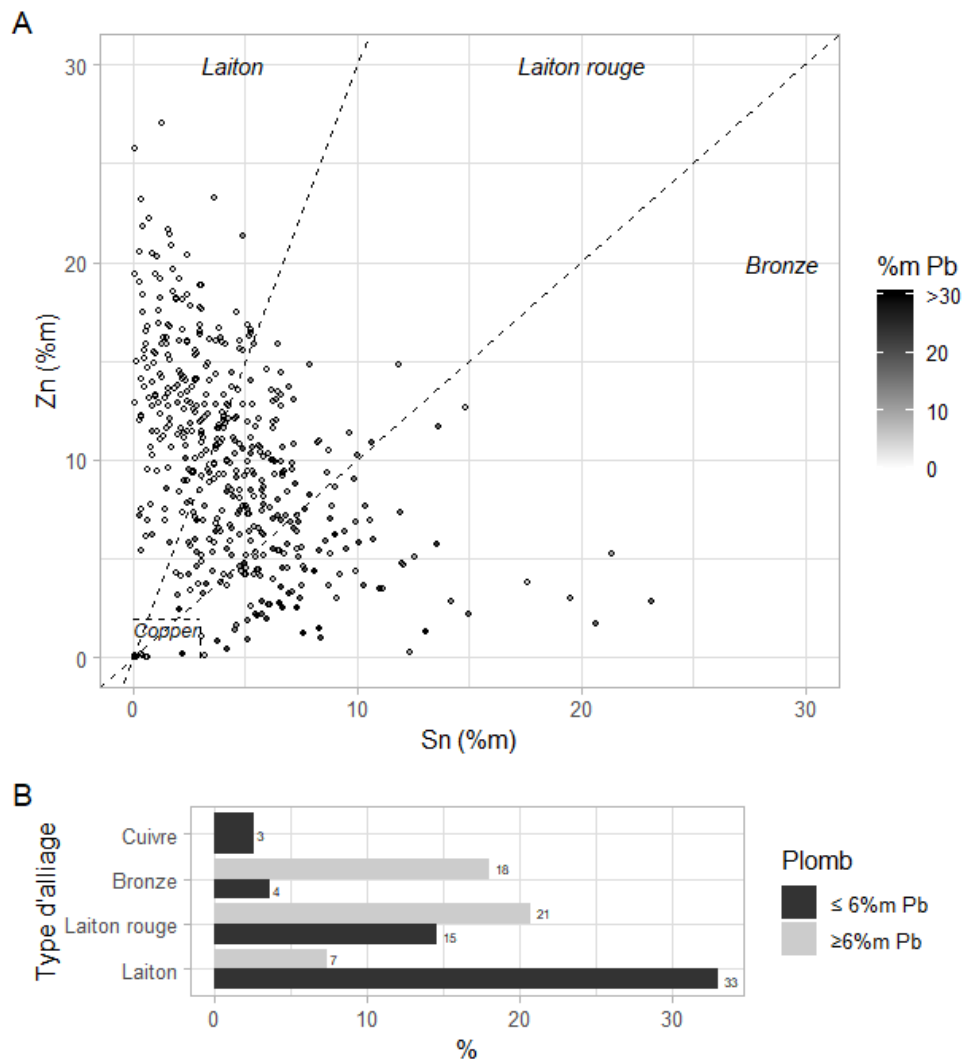 A
Laiton
Laiton rouge
Bronze
Copper
Zn (%m)
30
20
10
0
0
10
20
30
Sn (%m)
%m Pb
>30
20
10
0
B
Type d'alliage
Cuivre
3
Bronze
18
4
Laiton rouge
21
15
Laiton
7
33
0
10
20
30
%
Plomb
≤ 6%m Pb
≥6%m Pb